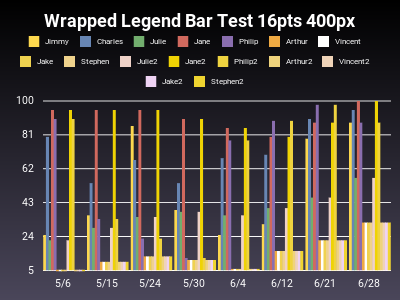 Wrapped Legend Bar Test 16pts 400px
Jimmy Charles Julie Jane Philip Arthur Vincent
Jake Stephen Julie2 Jane2 Philip2 Arthur2 Vincent2
Jake2 Stephen2
100
81
62
43
24
5
5/6 5/15 5/24 5/30 6/4 6/12 6/21 6/28